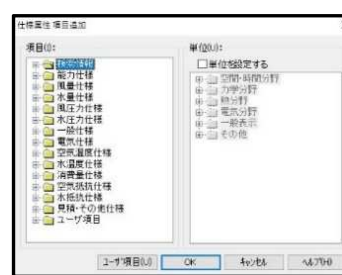 仕様属性 項目追加
項目(I):
検索情報
能力仕様
風量仕様
水量仕様
風圧力仕様
水圧力仕様
一般仕様
電気仕様
空気温度仕様
水温度仕様
消費量仕様
空気抵抗仕様
水抵抗仕様
見積・その他仕様
ユーザ項目
単位(U):
単位を設定する
空間・時間分野
力学分野
熱分野
電気分野
一般表示
その他
ユーザ項目(U)
OK
キャンセル
ヘルプ(H)